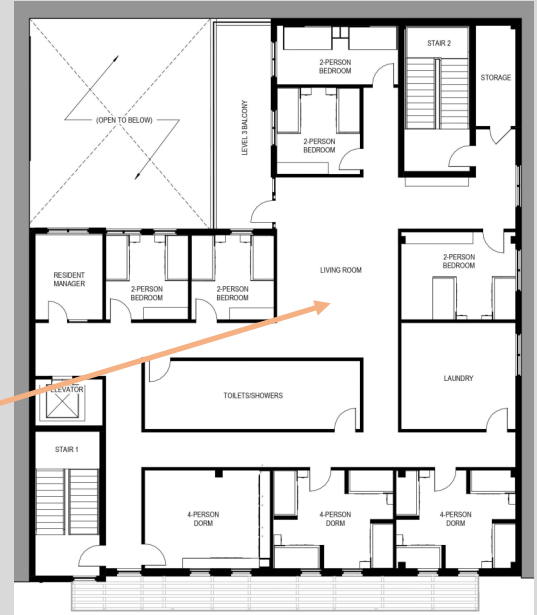 2-PERSON
BEDROOM
STAIR 2
STORAGE
(OPEN TO BELOW)
LEVEL 3 BALCONY
2-PERSON
BEDROOM
RESIDENT
MANAGER
2-PERSON
BEDROOM
2-PERSON
BEDROOM
LIVING ROOM
2-PERSON
BEDROOM
ELEVATOR
TOILETS/SHOWERS
LAUNDRY
STAIR 1
4-PERSON
DORM
4-PERSON
DORM
4-PERSON
DORM